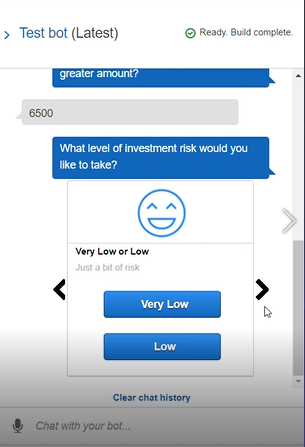 Test bot (Latest)
Ready. Build complete.
greater amount?
6500
What level of investment risk would you
like to take?
Very Low or Low
Just a bit of risk
Very Low
Low
Clear chat history
Chat with your bot...